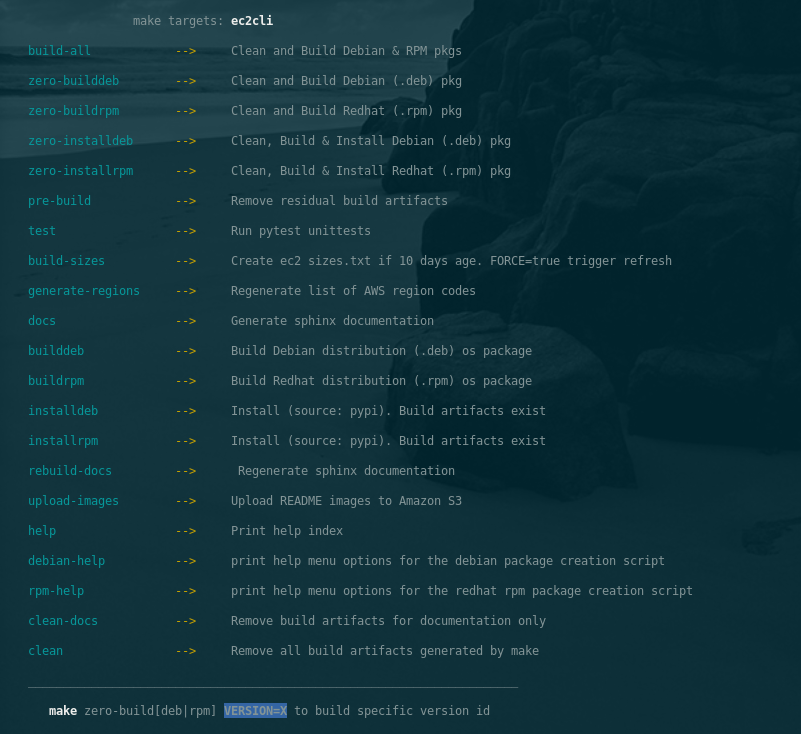 make targets: ec2cli
build-all --> Clean and Build Debian & RPM pkgs
zero-builddeb --> Clean and Build Debian (.deb) pkg
zero-buildrpm --> Clean and Build Redhat (.rpm) pkg
zero-installdeb --> Clean, Build & Install Debian (.deb) pkg
zero-installrpm --> Clean, Build & Install Redhat (.rpm) pkg
pre-build --> Remove residual build artifacts
test --> Run pytest unittests
build-sizes --> Create ec2 sizes.txt if 10 days age. FORCE=true trigger refresh
generate-regions --> Regenerate list of AWS region codes
docs --> Generate sphinx documentation
builddeb --> Build Debian distribution (.deb) os package
buildrpm --> Build Redhat distribution (.rpm) os package
installdeb --> Install (source: pypi). Build artifacts exist
installrpm --> Install (source: pypi). Build artifacts exist
rebuild-docs --> Regenerate sphinx documentation
upload-images --> Upload README images to Amazon S3
help --> Print help index
debian-help --> print help menu options for the debian package creation script
rpm-help --> print help menu options for the redhat rpm package creation script
clean-docs --> Remove build artifacts for documentation only
clean --> Remove all build artifacts generated by make
make zero-build[deb|rpm] VERSION=X to build specific version id